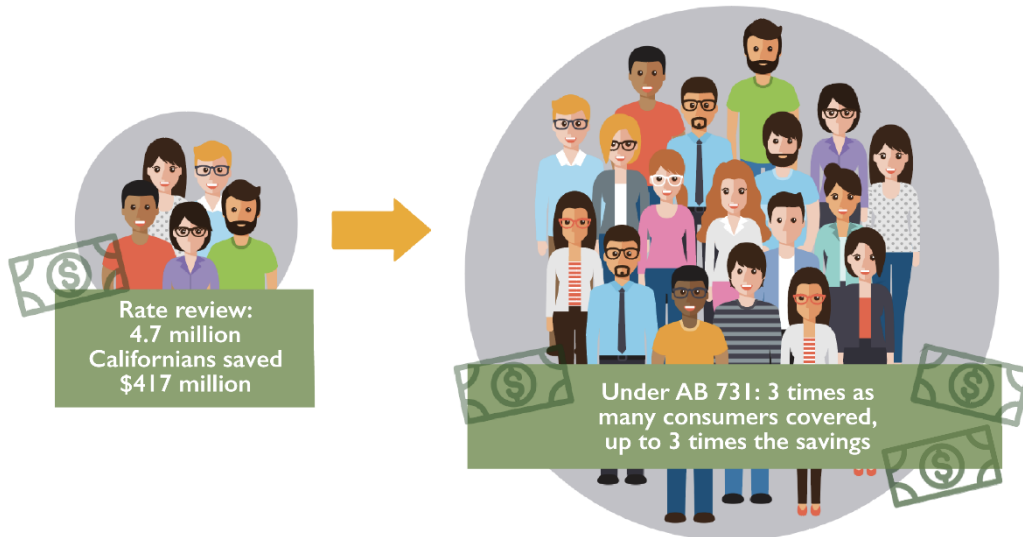 Rate review:
4.7 million
Californians saved
$417 million
Under AB 731: 3 times as
many consumers covered,
up to 3 times the savings
$
$
$
$